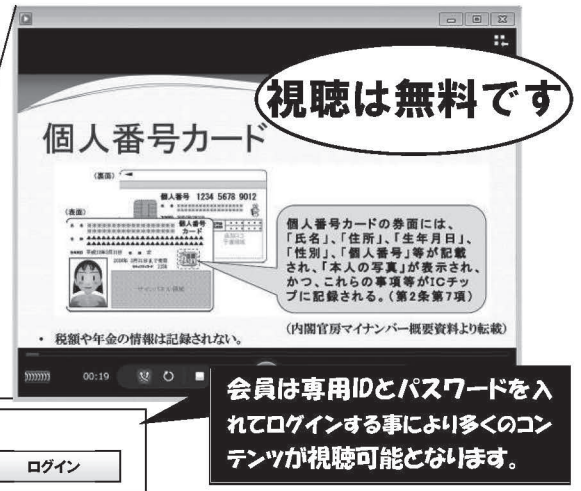 視聴は無料です
個人番号カード
(裏面)
個人番号 1234 5678 9012
(表面)
個人番号
カード
個人番号カードの券面には、
「氏名」、「住所」、「生年月日」、
「性別」、「個人番号」等が記載
され、「本人の写真」が表示され、
かつ、これらの事項等がICチッ
プに記録される。(第2条第7項)
(内閣官房マイナンバー概要資料より転載)
・ 税額や年金の情報は記録されない。
00:19
会員は専用IDとパスワードを入
れてログインする事により多くのコン
テンツが視聴可能となります。
ログイン